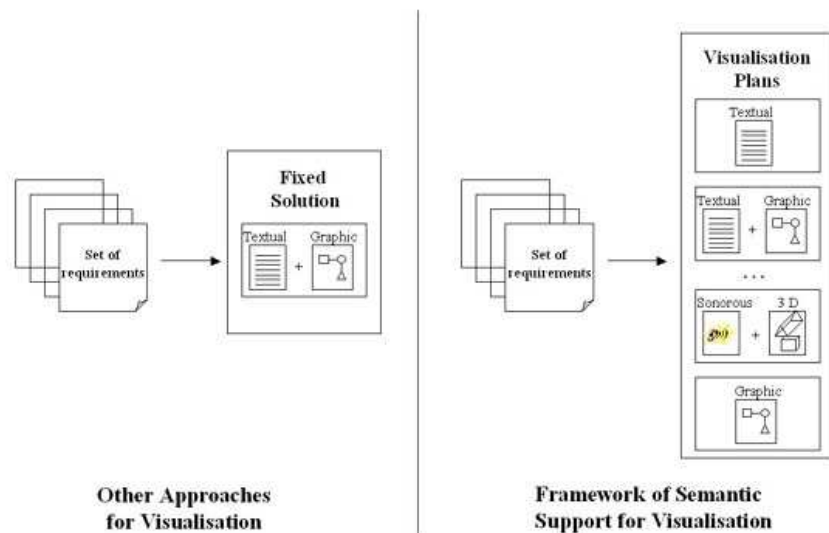 Set of
requirements
Fixed
Solution
Textual Graphic
+
Other Approaches
for Visualisation
Set of
requirements
Visualisation
Plans
Textual
Textual Graphic
+
...
Sonorous 3 D
+
Graphic
Framework of Semantic
Support for Visualisation